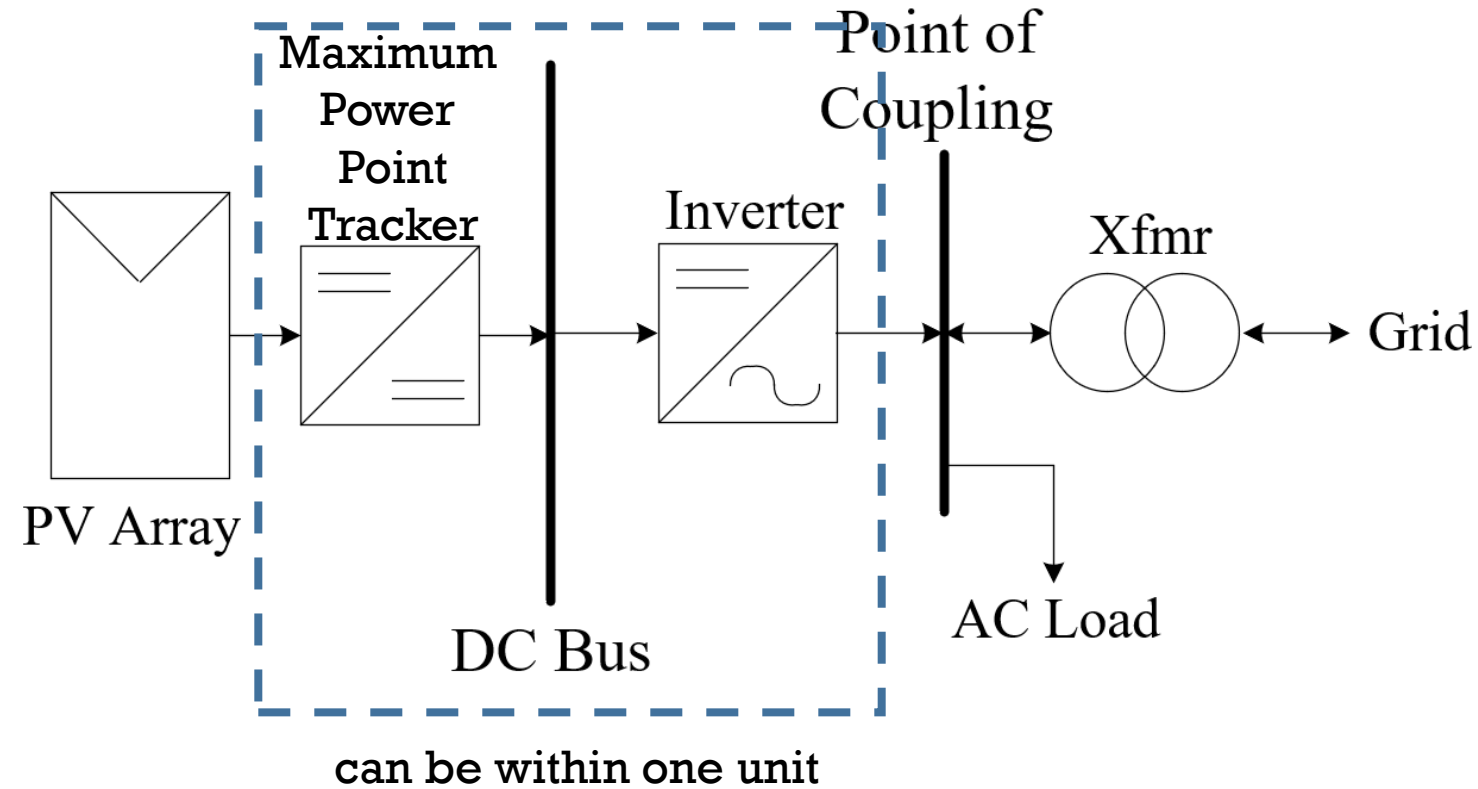 Maximum
Power
Point
Tracker
Point of
Coupling
Inverter
Xfmr
Grid
PV Array
AC Load
DC Bus
can be within one unit